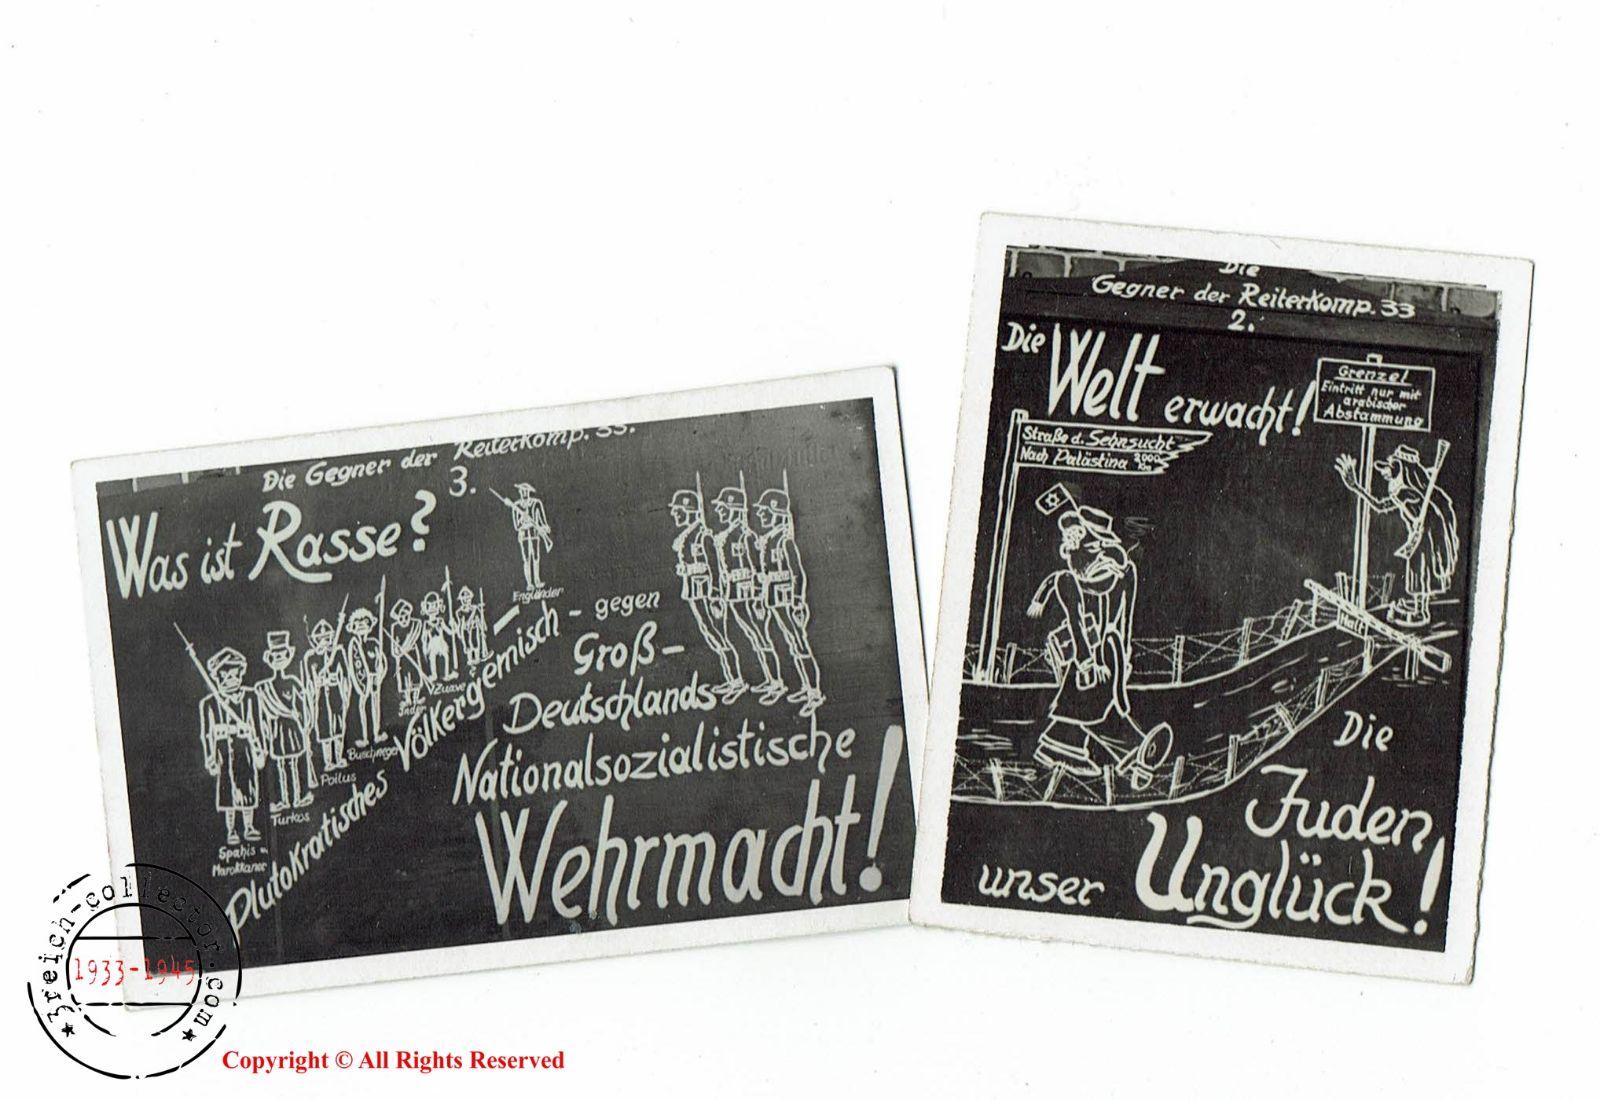 Die Gegner der Reiterkomp. 33.
3.
Was ist Rasse?
Engländer
Zuave
Inder
Buschneger
Poilus
Turkos
Spahis u.
Marokkaner
Plutokratisches Völkergemisch - gegen
Groß-
Deutschlands
Nationalsozialistische
Wehrmacht!
Die
Gegner der Reiterkomp. 33
2.
Die Welt erwacht!
Grenze!
Eintritt nur mit
arabischer
Abstammung
Straße d. Sehnsucht
Nach Palästina 3000 km
Halt!
Die
Juden
unser Unglück!
3reich-collector.com
1933-1945
Copyright © All Rights Reserved